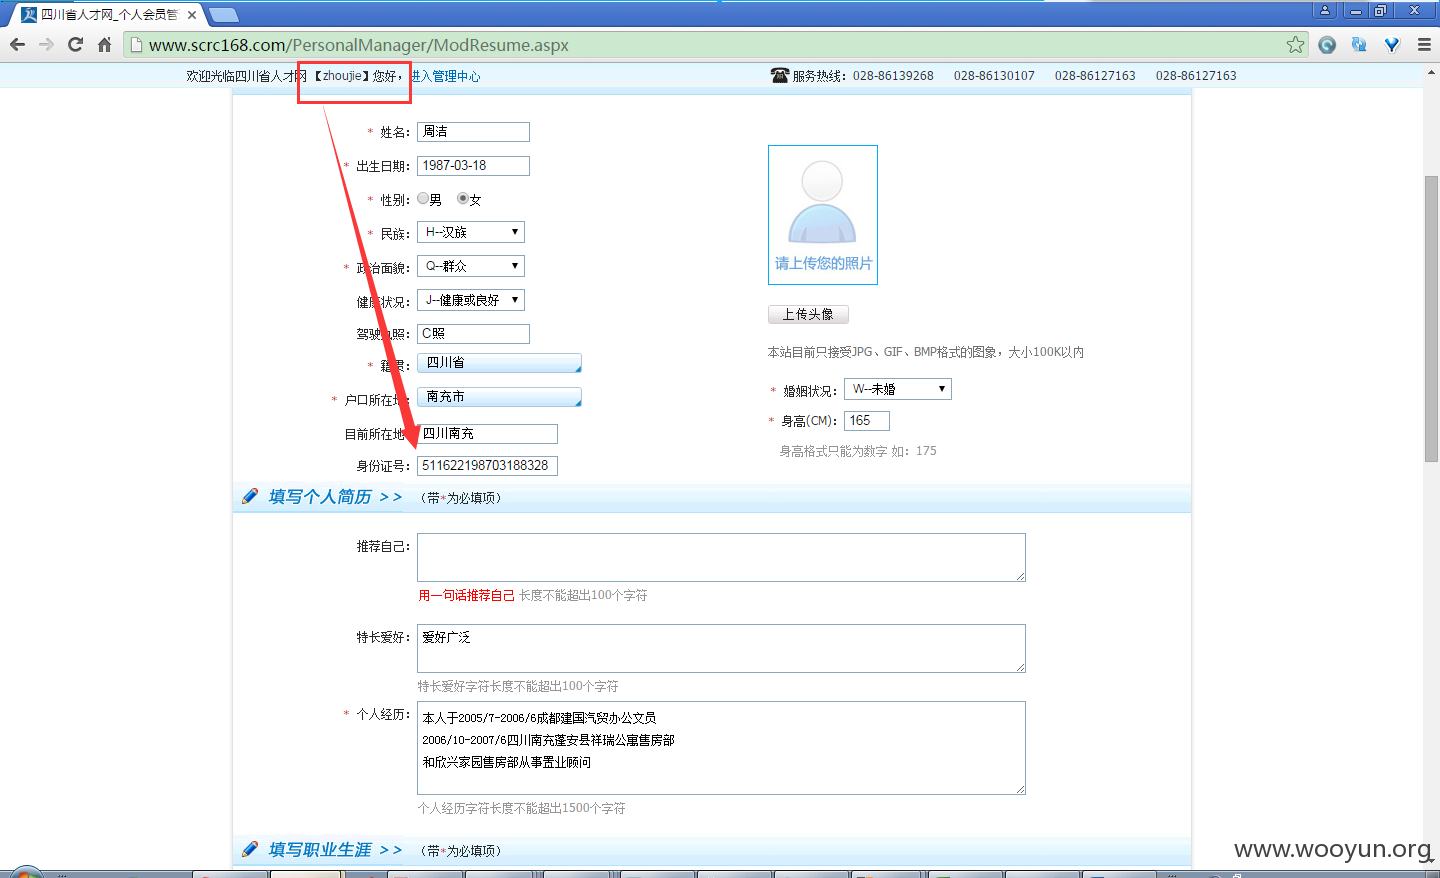 四川省人才网_个人会员管
www.scrc168.com/PersonalManager/ModResume.aspx
欢迎光临四川省人才网 【zhoujie】您好，进入管理中心
服务热线：028-86139268 028-86130107 028-86127163 028-86127163
* 姓名： 周洁
* 出生日期： 1987-03-18
* 性别： 男 女
* 民族： H--汉族
* 政治面貌： Q--群众
健康状况： J--健康或良好
驾驶执照： C照
* 籍贯： 四川省
* 户口所在地： 南充市
目前所在地： 四川南充
身份证号： 511622198703188328
请上传您的照片
上传头像
本站目前只接受JPG、GIF、BMP格式的图象，大小100K以内
* 婚姻状况： W--未婚
* 身高(CM)： 165
身高格式只能为数字 如：175
填写个人简历 >> （带*为必填项）
推荐自己：
用一句话推荐自己 长度不能超出100个字符
特长爱好： 爱好广泛
特长爱好字符长度不能超出100个字符
* 个人经历： 本人于2005/7-2006/6成都建国汽贸办公文员
2006/10-2007/6四川南充蓬安县祥瑞公寓售房部
和欣兴家园售房部从事置业顾问
个人经历字符长度不能超出1500个字符
填写职业生涯 >> （带*为必填项）
www.wooyun.org